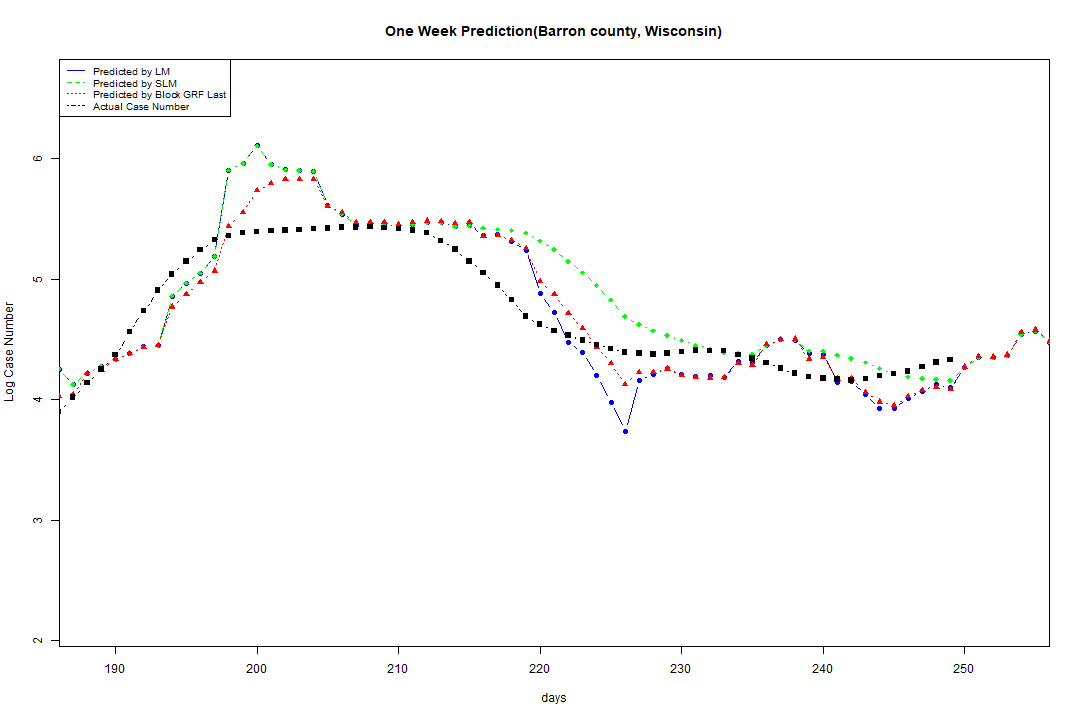 One Week Prediction(Barron county, Wisconsin)
Predicted by LM
Predicted by SLM
Predicted by Block GRF Last
Actual Case Number
6
5
4
3
2
Log Case Number
190 200 210 220 230 240 250
days